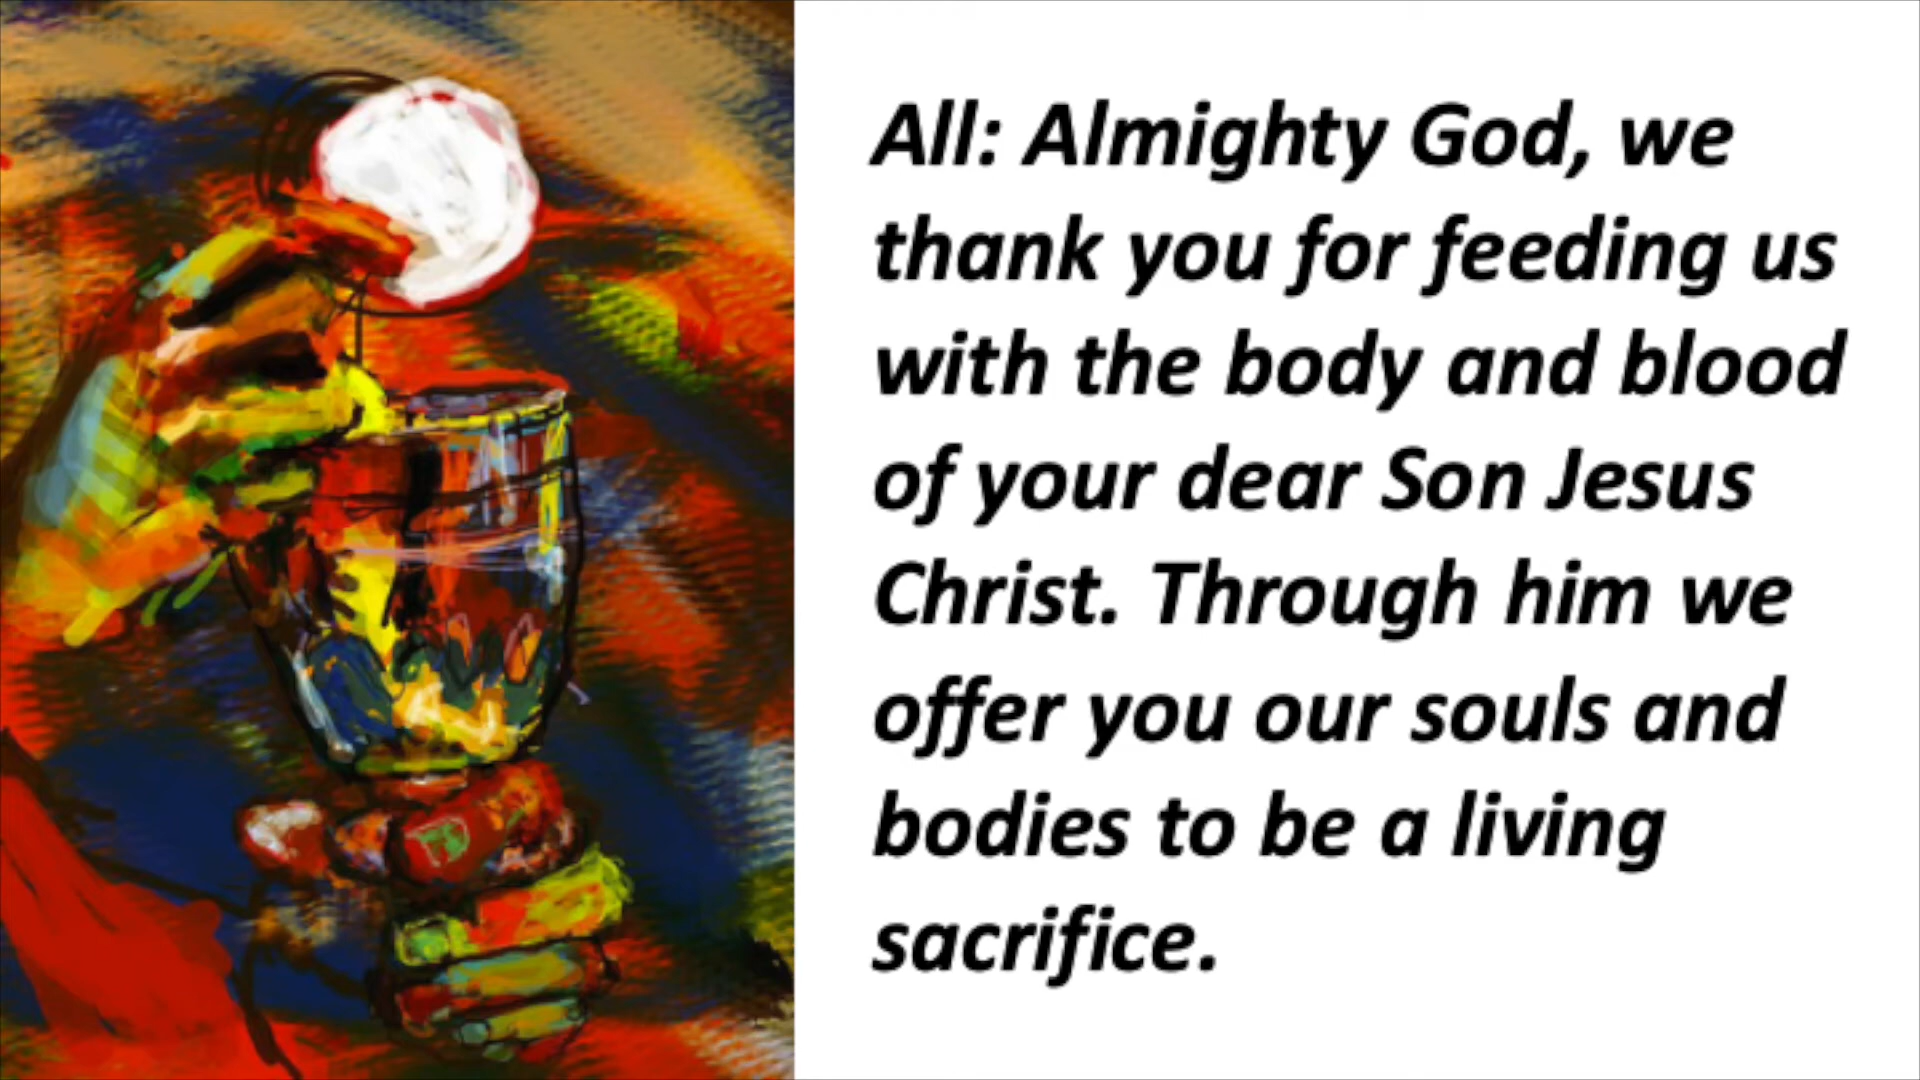 All: Almighty God, we
thank you for feeding us
with the body and blood
of your dear Son Jesus
Christ. Through him we
offer you our souls and
bodies to be a living
sacrifice.